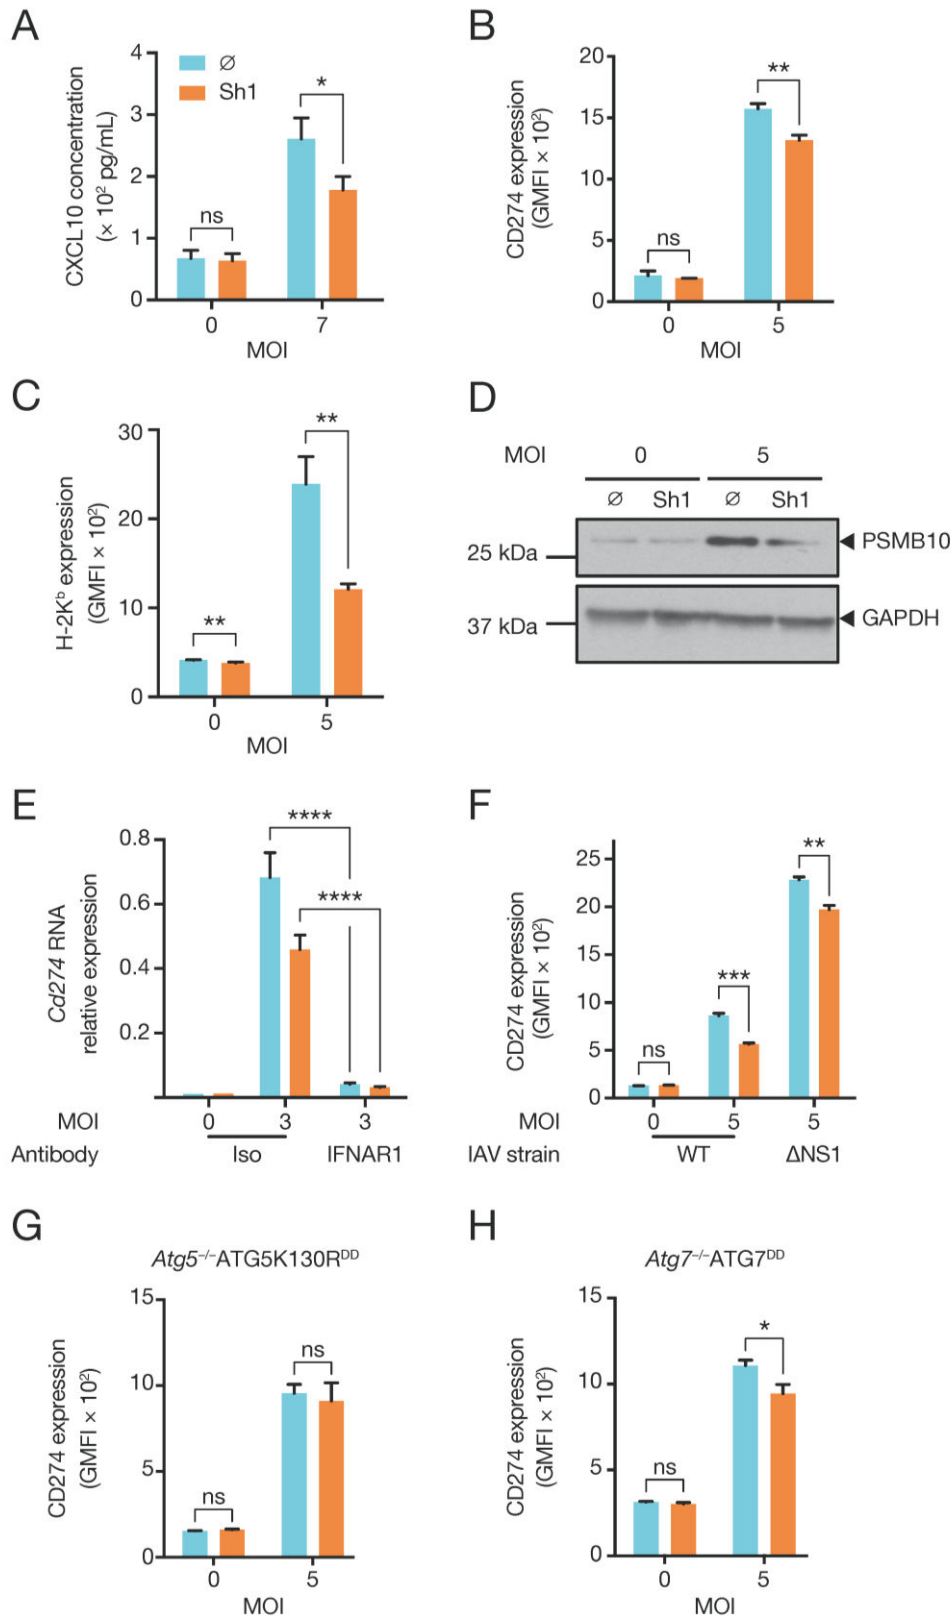 A
CXCL10 concentration
(× 10² pg/mL)
4
3
2
1
0
∅
Sh1
ns
*
0 7
MOI
B
CD274 expression
(GMFI × 10²)
20
15
10
5
0
ns
**
0 5
MOI
C
H-2Kᵇ expression
(GMFI × 10²)
30
20
10
0
**
**
0 5
MOI
D
MOI 0 5
∅ Sh1 ∅ Sh1
25 kDa
PSMB10
37 kDa
GAPDH
E
Cd274 RNA
relative expression
0.8
0.6
0.4
0.2
****
****
MOI 0 3 3
Antibody Iso IFNAR1
F
CD274 expression
(GMFI × 10²)
25
20
15
10
5
0
ns
***
**
MOI 0 5 5
IAV strain WT ΔNS1
G
Atg5⁻/⁻ATG5K130Rᴰᴰ
CD274 expression
(GMFI × 10²)
15
10
5
0
ns
ns
0 5
MOI
H
Atg7⁻/⁻ATG7ᴰᴰ
CD274 expression
(GMFI × 10²)
15
10
5
0
ns
*
0 5
MOI